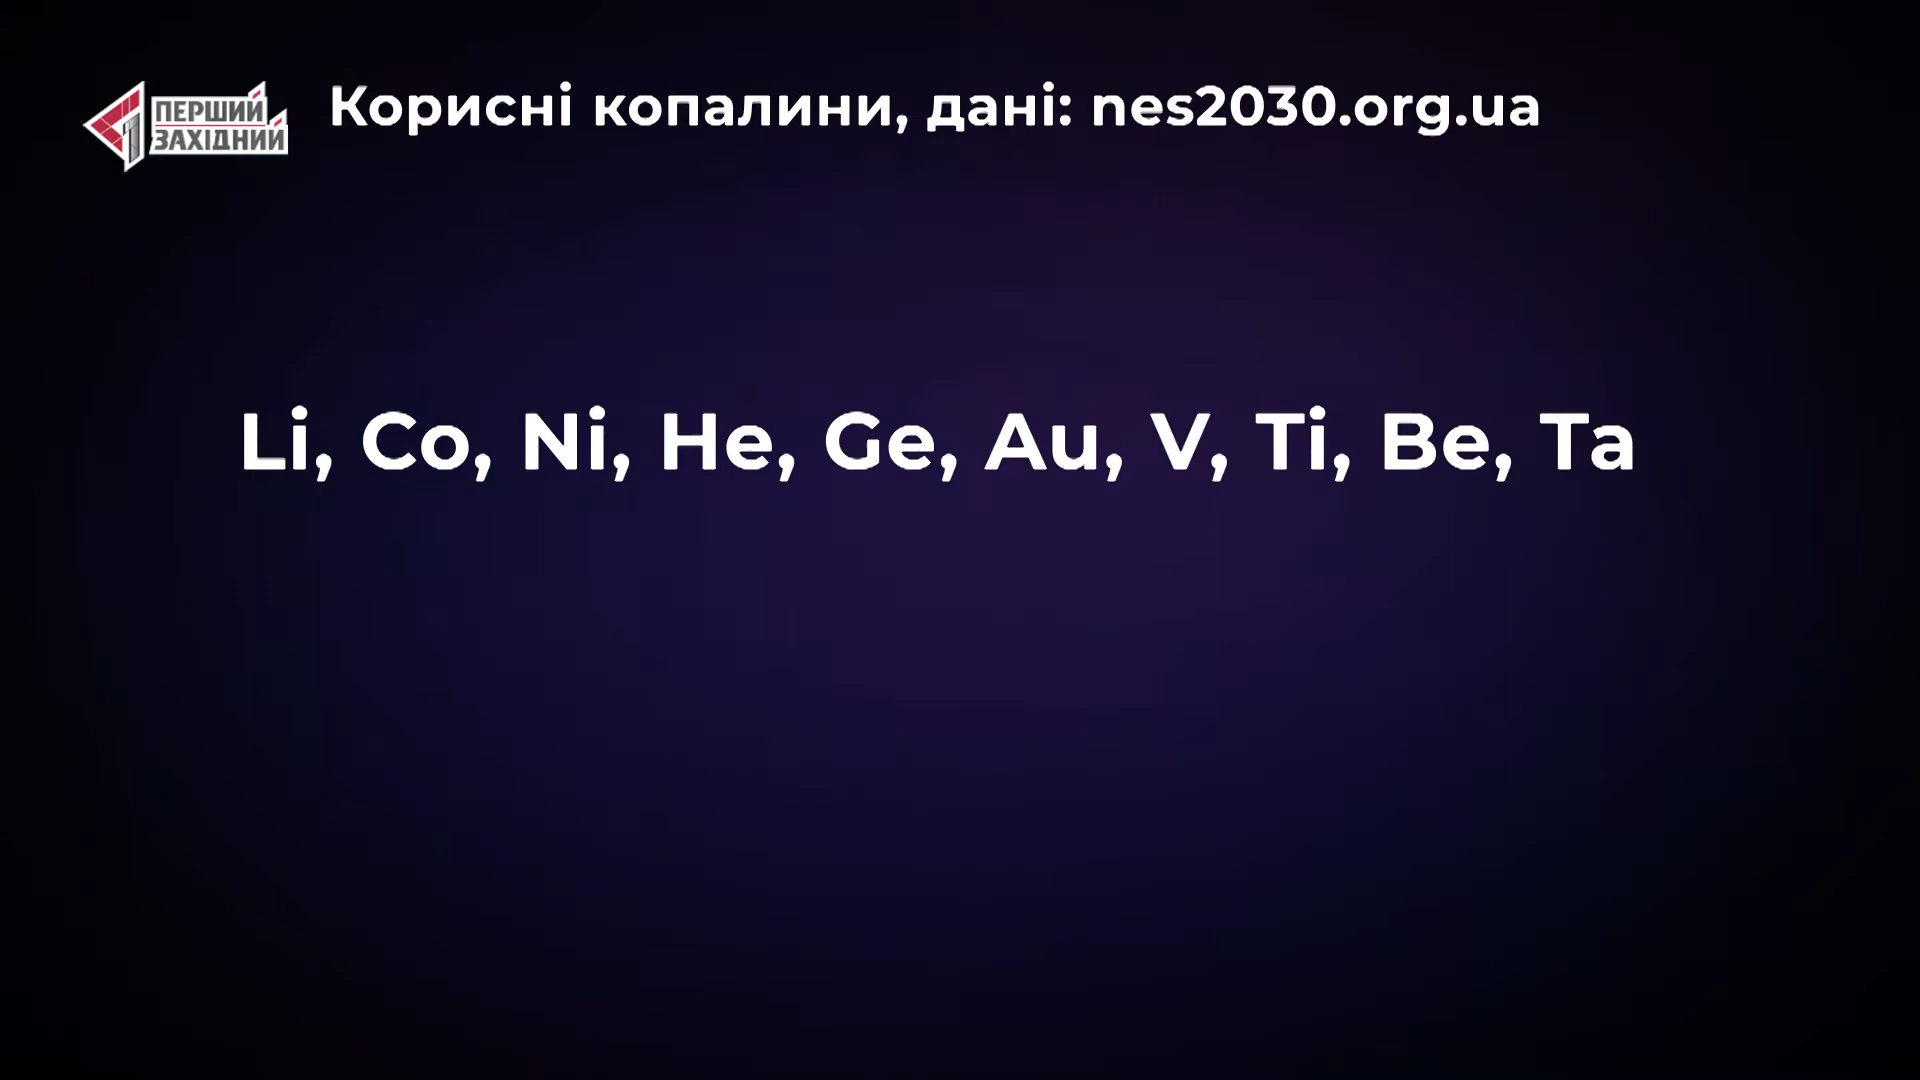 ПЕРШИЙ
ЗАХІДНИЙ
Корисні копалини, дані: nes2030.org.ua
Li, Co, Ni, He, Ge, Au, V, Ti, Be, Ta